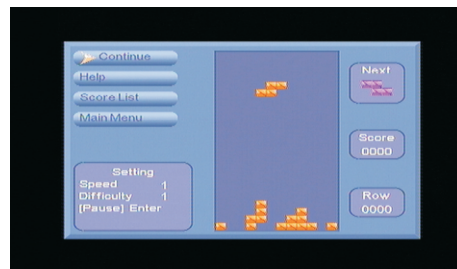 Continue
Help
Score List
Main Menu
Setting
Speed 1
Difficulty 1
[Pause] Enter
Next
Score
0000
Row
0000